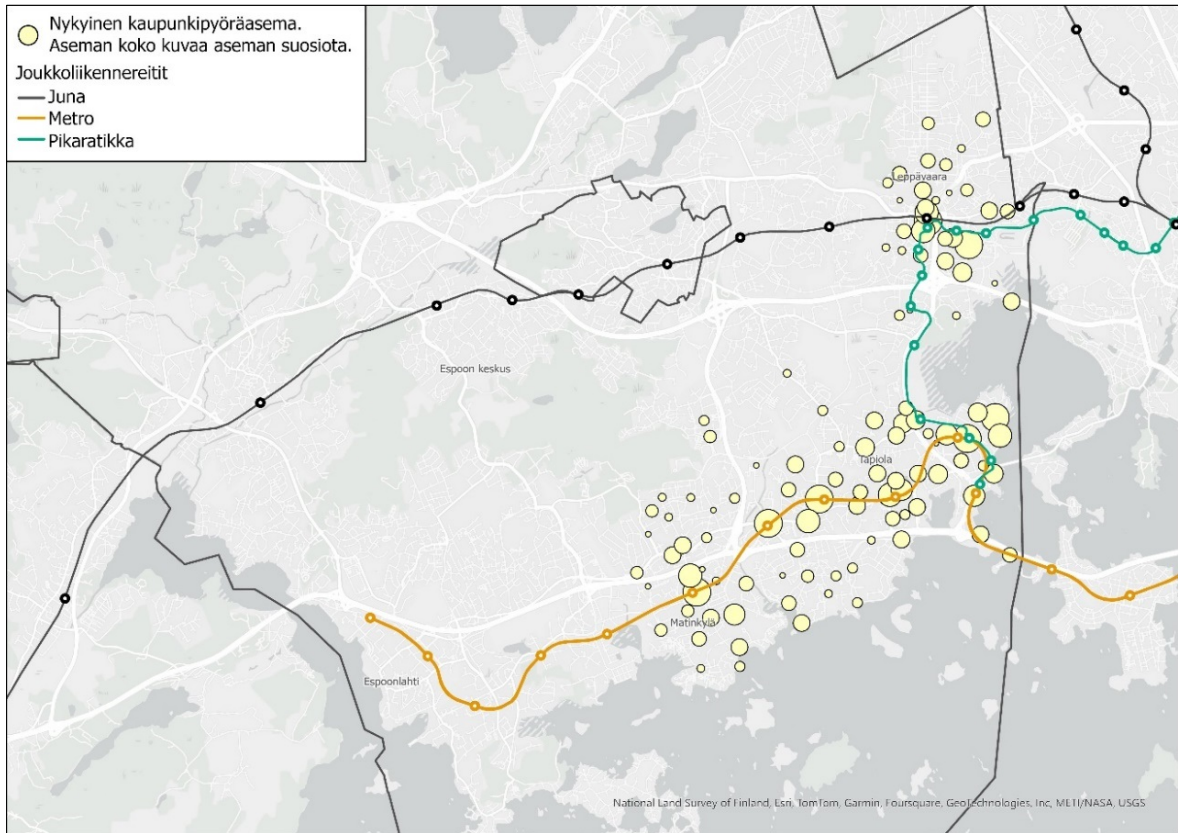 Nykyinen kaupunkipyöräasema.
Aseman koko kuvaa aseman suosiota.
Joukkoliikennereitit
Juna
Metro
Pikaratikka
Leppävaara
Espoon keskus
Tapiola
Matinkylä
Espoonlahti
National Land Survey of Finland, Esri, TomTom, Garmin, Foursquare, GeoTechnologies, Inc, METI/NASA, USGS